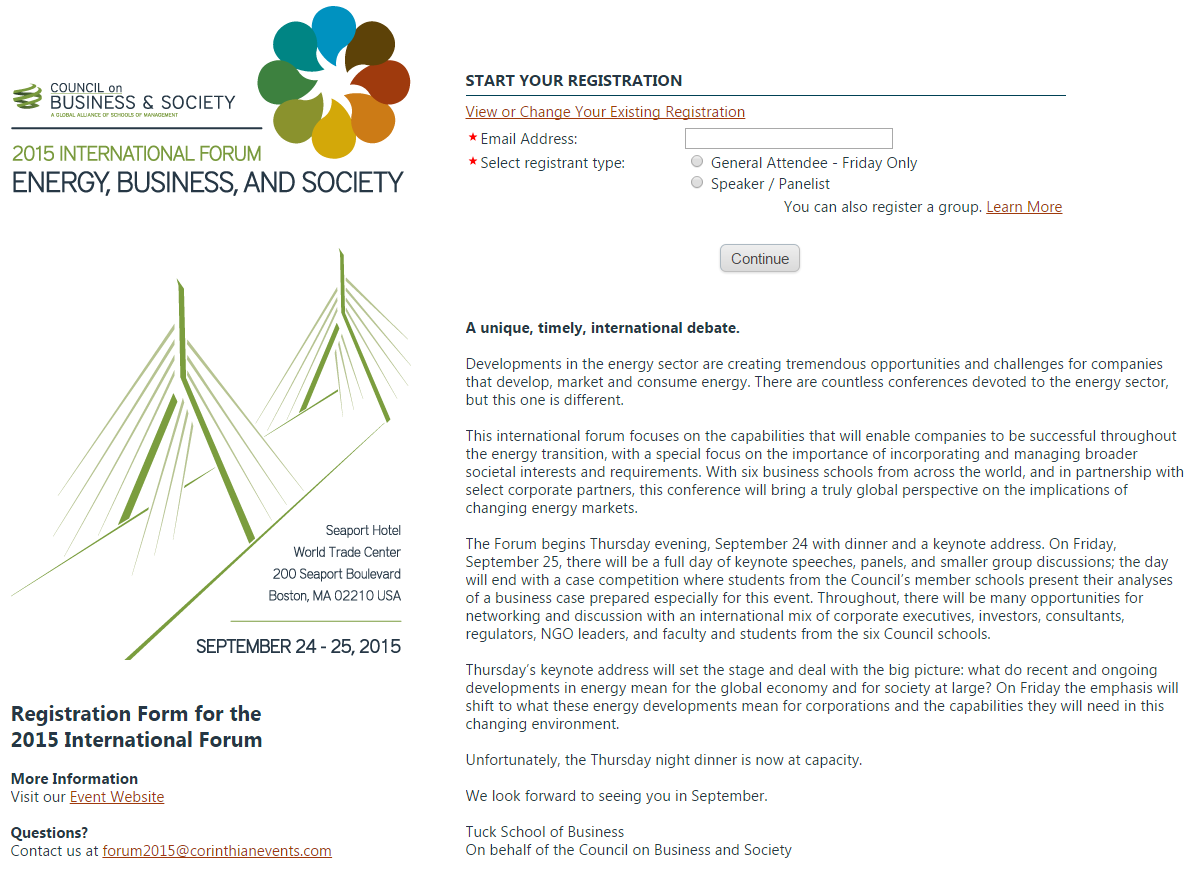 COUNCIL on
BUSINESS & SOCIETY
A GLOBAL ALLIANCE OF SCHOOLS OF MANAGEMENT
2015 INTERNATIONAL FORUM
ENERGY, BUSINESS, AND SOCIETY
Seaport Hotel
World Trade Center
200 Seaport Boulevard
Boston, MA 02210 USA
SEPTEMBER 24 - 25, 2015
Registration Form for the
2015 International Forum
More Information
Visit our Event Website
Questions?
Contact us at forum2015@corinthianevents.com
START YOUR REGISTRATION
View or Change Your Existing Registration
* Email Address:
* Select registrant type:
General Attendee - Friday Only
Speaker / Panelist
You can also register a group. Learn More
Continue
A unique, timely, international debate.
Developments in the energy sector are creating tremendous opportunities and challenges for companies
that develop, market and consume energy. There are countless conferences devoted to the energy sector,
but this one is different.
This international forum focuses on the capabilities that will enable companies to be successful throughout
the energy transition, with a special focus on the importance of incorporating and managing broader
societal interests and requirements. With six business schools from across the world, and in partnership with
select corporate partners, this conference will bring a truly global perspective on the implications of
changing energy markets.
The Forum begins Thursday evening, September 24 with dinner and a keynote address. On Friday,
September 25, there will be a full day of keynote speeches, panels, and smaller group discussions; the day
will end with a case competition where students from the Council's member schools present their analyses
of a business case prepared especially for this event. Throughout, there will be many opportunities for
networking and discussion with an international mix of corporate executives, investors, consultants,
regulators, NGO leaders, and faculty and students from the six Council schools.
Thursday's keynote address will set the stage and deal with the big picture: what do recent and ongoing
developments in energy mean for the global economy and for society at large? On Friday the emphasis will
shift to what these energy developments mean for corporations and the capabilities they will need in this
changing environment.
Unfortunately, the Thursday night dinner is now at capacity.
We look forward to seeing you in September.
Tuck School of Business
On behalf of the Council on Business and Society